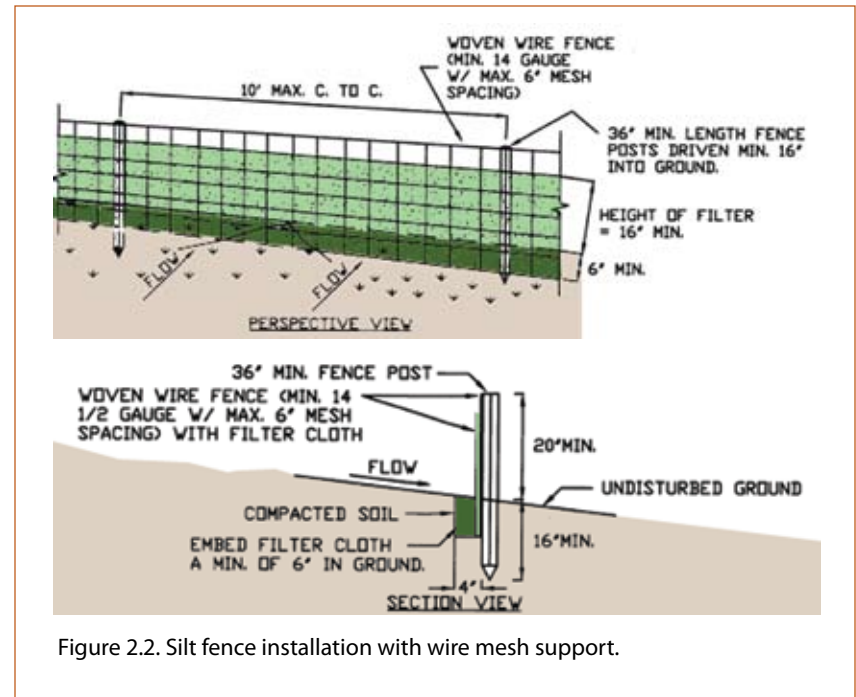 WOVEN WIRE FENCE
(MIN. 14 GAUGE
W/ MAX. 6" MESH
SPACING)
10' MAX. C. TO C.
36" MIN. LENGTH FENCE
POSTS DRIVEN MIN. 16"
INTO GROUND.
HEIGHT OF FILTER
= 16" MIN.
6" MIN.
FLOW
FLOW
PERSPECTIVE VIEW
36" MIN. FENCE POST
WOVEN WIRE FENCE (MIN. 14
1/2 GAUGE W/ MAX. 6" MESH
SPACING) WITH FILTER CLOTH
20"MIN.
FLOW
UNDISTURBED GROUND
COMPACTED SOIL
EMBED FILTER CLOTH
A MIN. OF 6" IN GROUND.
16"MIN.
4"
SECTION VIEW
Figure 2.2. Silt fence installation with wire mesh support.